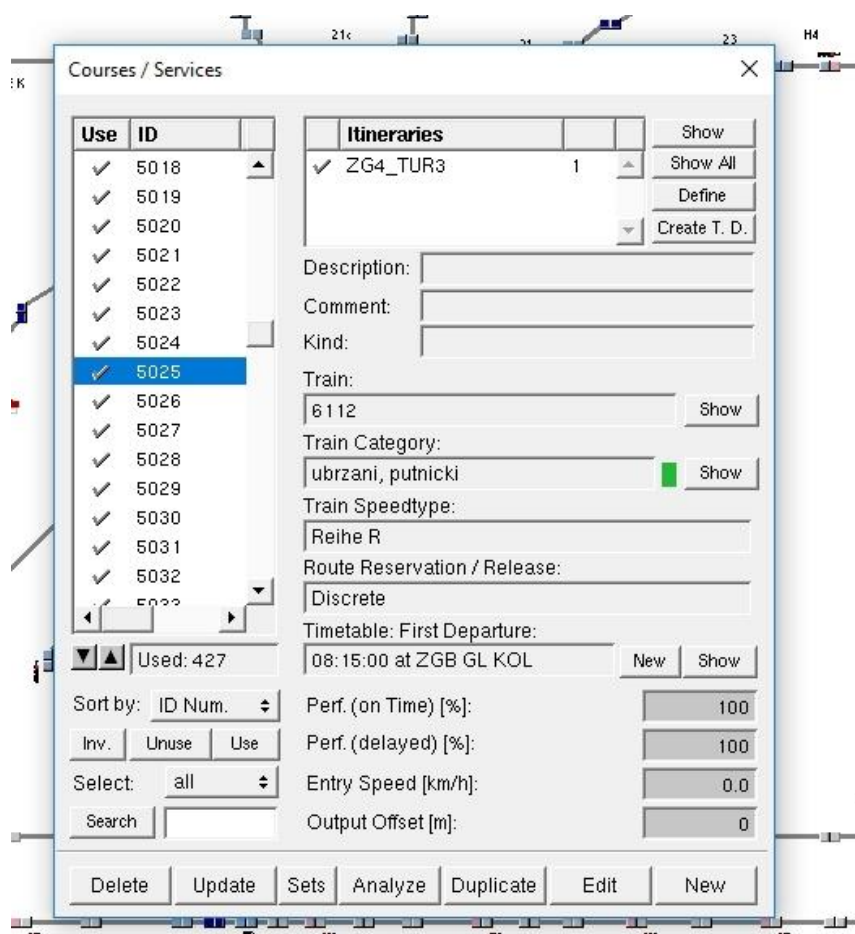 21c
21
23
H4
EK
Courses / Services
Use ID
5018
5019
5020
5021
5022
5023
5024
5025
5026
5027
5028
5029
5030
5031
5032
5033
Used: 427
Sort by: ID Num.
Inv. Unuse Use
Select: all
Search
Itineraries
ZG4_TUR3 1
Show
Show All
Define
Create T. D.
Description:
Comment:
Kind:
Train:
6112 Show
Train Category:
ubrzani, putnicki Show
Train Speedtype:
Reihe R
Route Reservation / Release:
Discrete
Timetable: First Departure:
08:15:00 at ZGB GL KOL New Show
Perf. (on Time) [%]: 100
Perf. (delayed) [%]: 100
Entry Speed [km/h]: 0.0
Output Offset [m]: 0
Delete Update Sets Analyze Duplicate Edit New